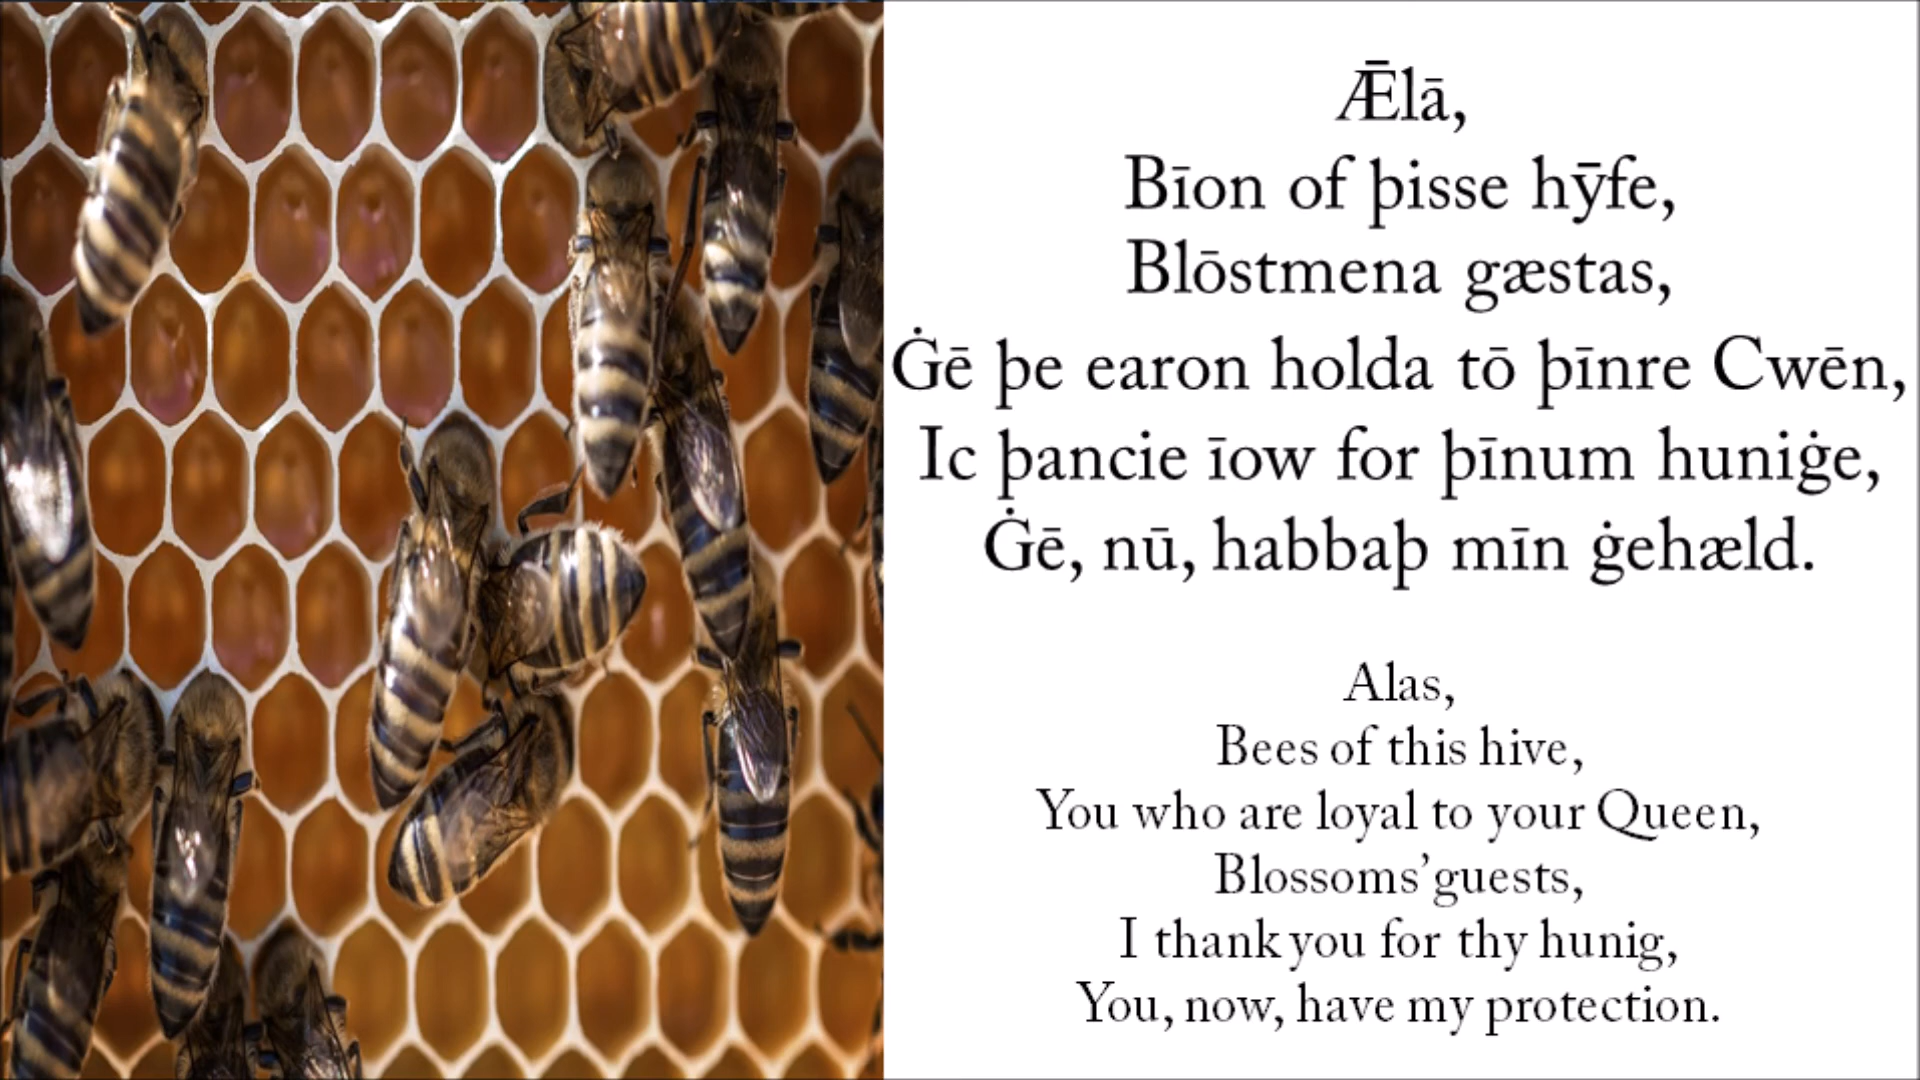 Ǣlā,
Bīon of þisse hȳfe,
Blōstmena gæstas,
Ġē þe earon holda tō þīnre Cwēn,
Ic þancie īow for þīnum huniġe,
Ġē, nū, habbaþ mīn ġehæld.
Alas,
Bees of this hive,
You who are loyal to your Queen,
Blossoms’guests,
I thank you for thy hunig,
You, now, have my protection.